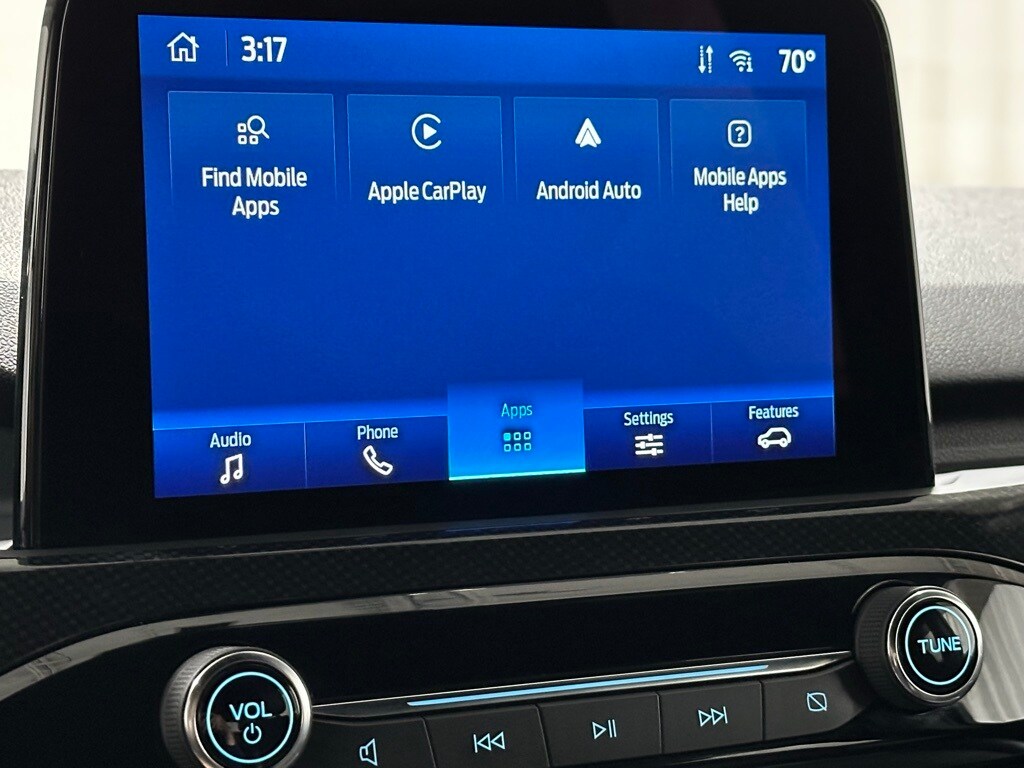 3:17
70°
Find Mobile
Apps
Apple CarPlay
Android Auto
Mobile Apps
Help
Audio
Phone
Apps
Settings
Features
VOL
TUNE